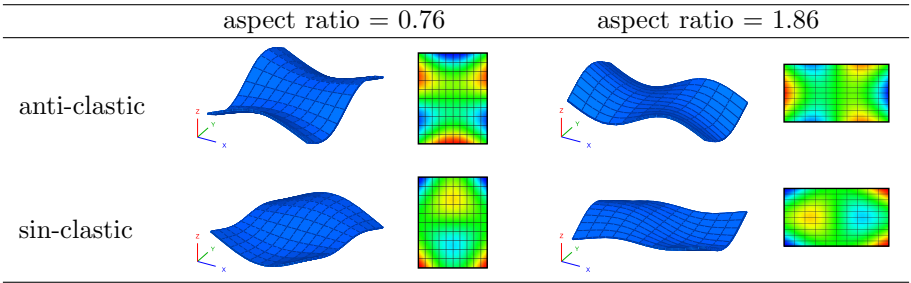 aspect ratio = 0.76 aspect ratio = 1.86
anti-clastic
Z Y X Z Y X
sin-clastic
Z Y X Z Y X